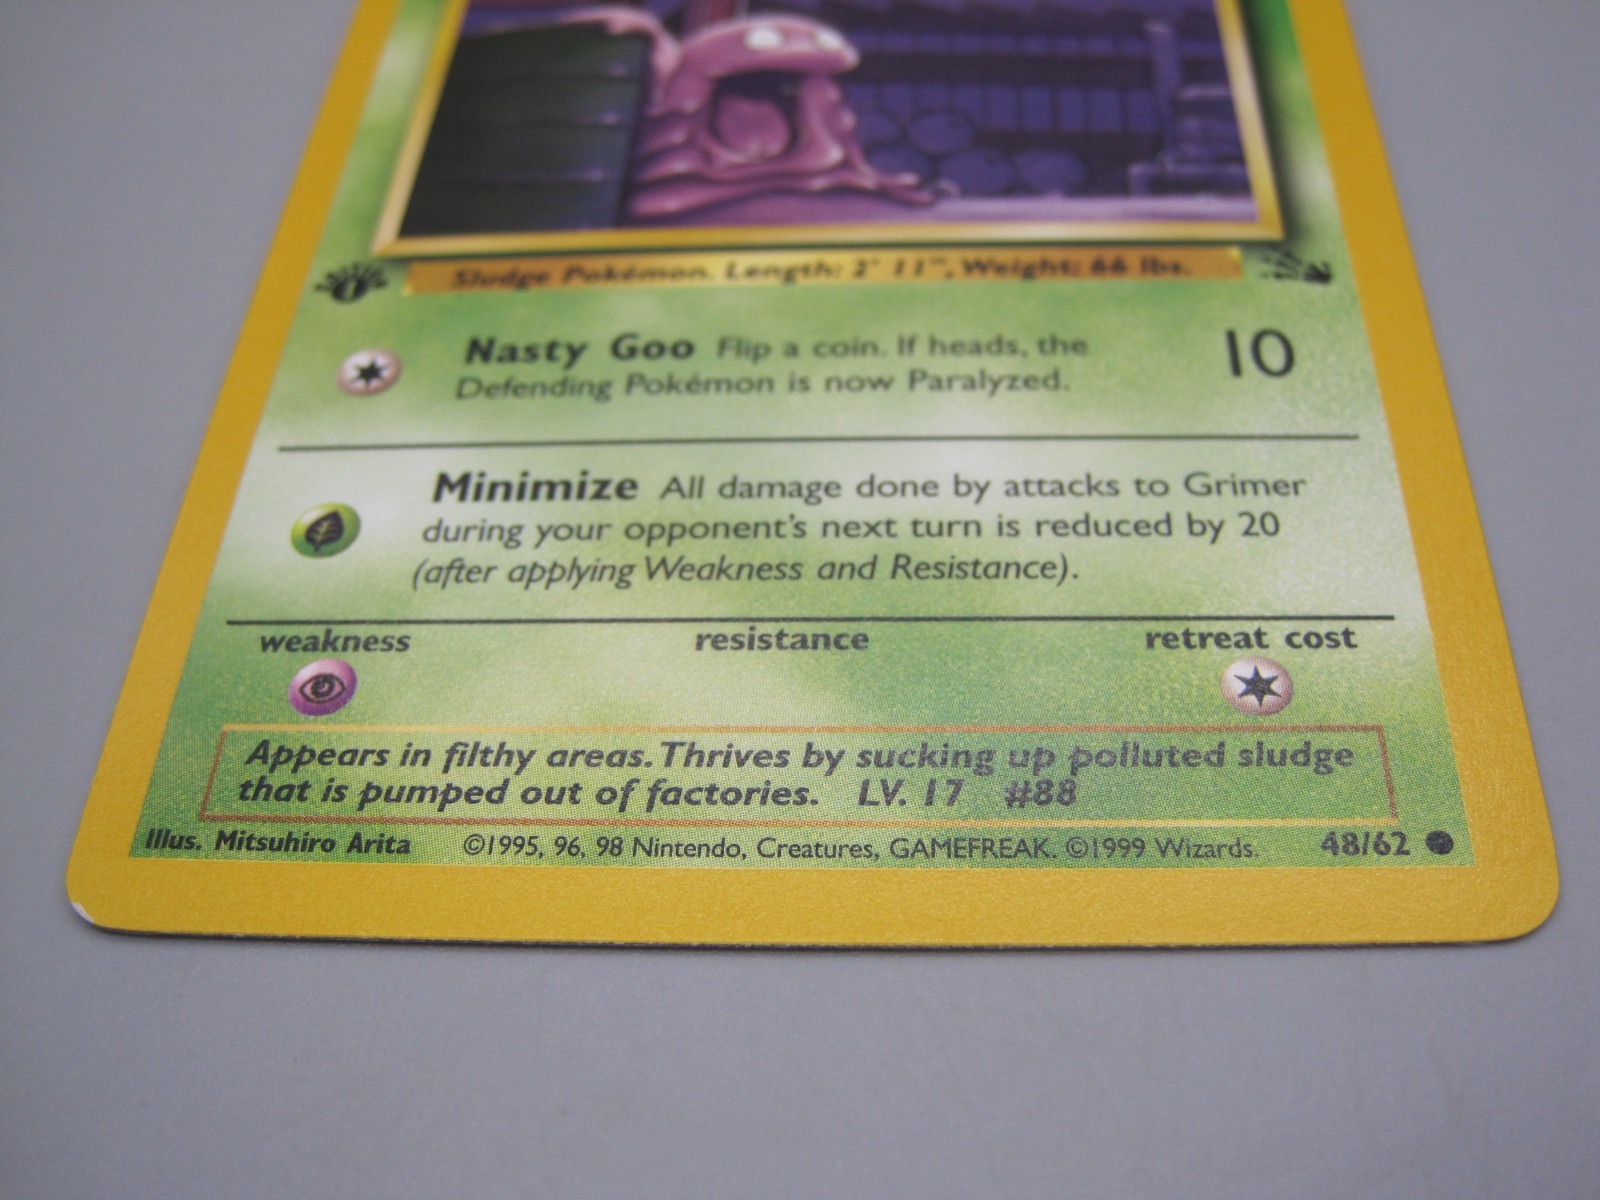 Sludge Pokémon. Length: 2' 11", Weight: 66 lbs.
1
Nasty Goo Flip a coin. If heads, the 10
Defending Pokémon is now Paralyzed.
Minimize All damage done by attacks to Grimer
during your opponent's next turn is reduced by 20
(after applying Weakness and Resistance).
weakness resistance retreat cost
Appears in filthy areas. Thrives by sucking up polluted sludge
that is pumped out of factories. LV. 17 #88
Illus. Mitsuhiro Arita ©1995, 96, 98 Nintendo, Creatures, GAMEFREAK. ©1999 Wizards. 48/62